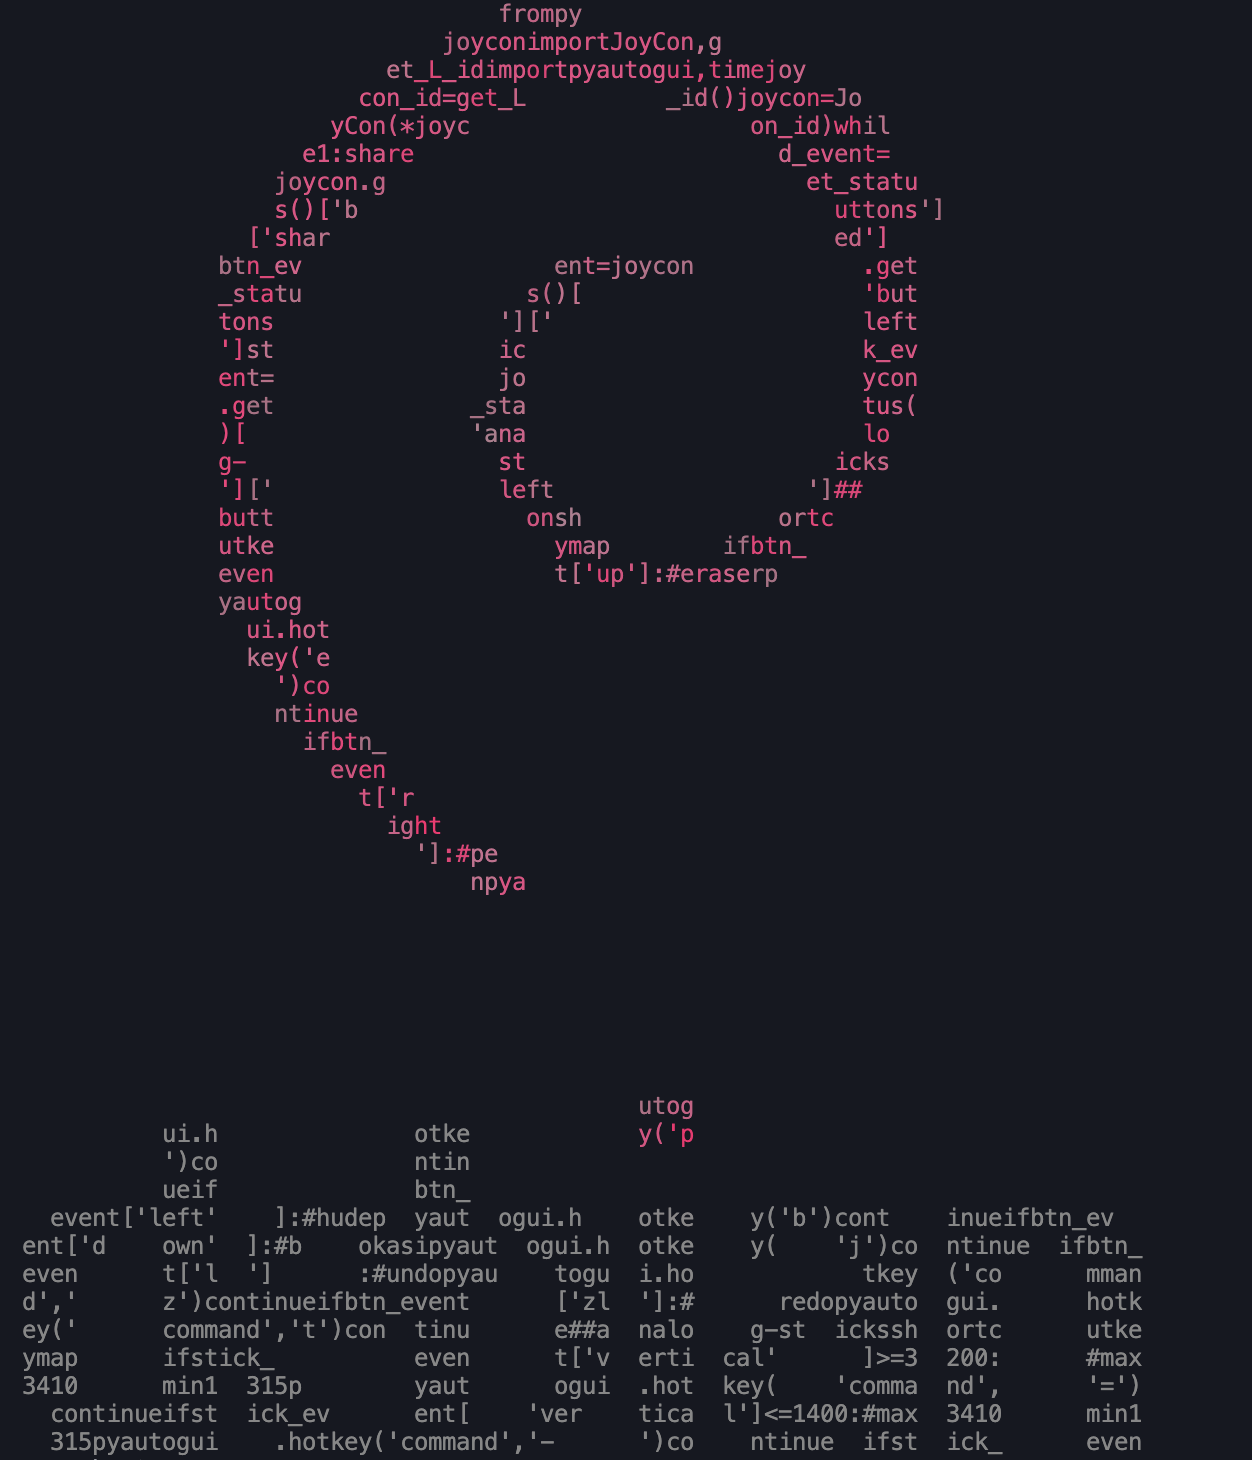 frompy
joyconimportJoyCon,g
et_L_idimportpyautogui,timejoy
con_id=get_L _id()joycon=Jo
yCon(*joyc on_id)whil
e1:share d_event=
joycon.g et_statu
s()['b uttons']
['shar ed']
btn_ev ent=joycon .get
_statu s()[ 'but
tons ']['  left
']st ic k_ev
ent= jo ycon
.get _sta tus(
)[ 'ana lo
g- st icks
'][' left ']##
butt onsh ortc
utke ymap ifbtn_
even t['up']:#eraserp
yautog
ui.hot
key('e
')co
ntinue
ifbtn_
even
t['r
ight
']:#pe
npya
utog
ui.h otke y('p
')co ntin
ueif btn_
event['left' ]:#hudep yaut ogui.h otke y('b')cont inueifbtn_ev
ent['d own' ]:#b okasipyaut ogui.h otke y( 'j')co ntinue ifbtn_
even t['l '] :#undopyau togu i.ho tkey ('co mman
d',' z')continueifbtn_event ['zl ']:# redopyauto gui. hotk
ey(' command','t')con tinu e##a nalo g-st ickssh ortc utke
ymap ifstick_ even t['v erti cal' ]>=3 200: #max
3410 min1 315p yaut ogui .hot key( 'comma nd', '=')
continueifst ick_ev ent[ 'ver tica l']<=1400:#max 3410 min1
315pyautogui .hotkey('command','- ')co ntinue ifst ick_ even